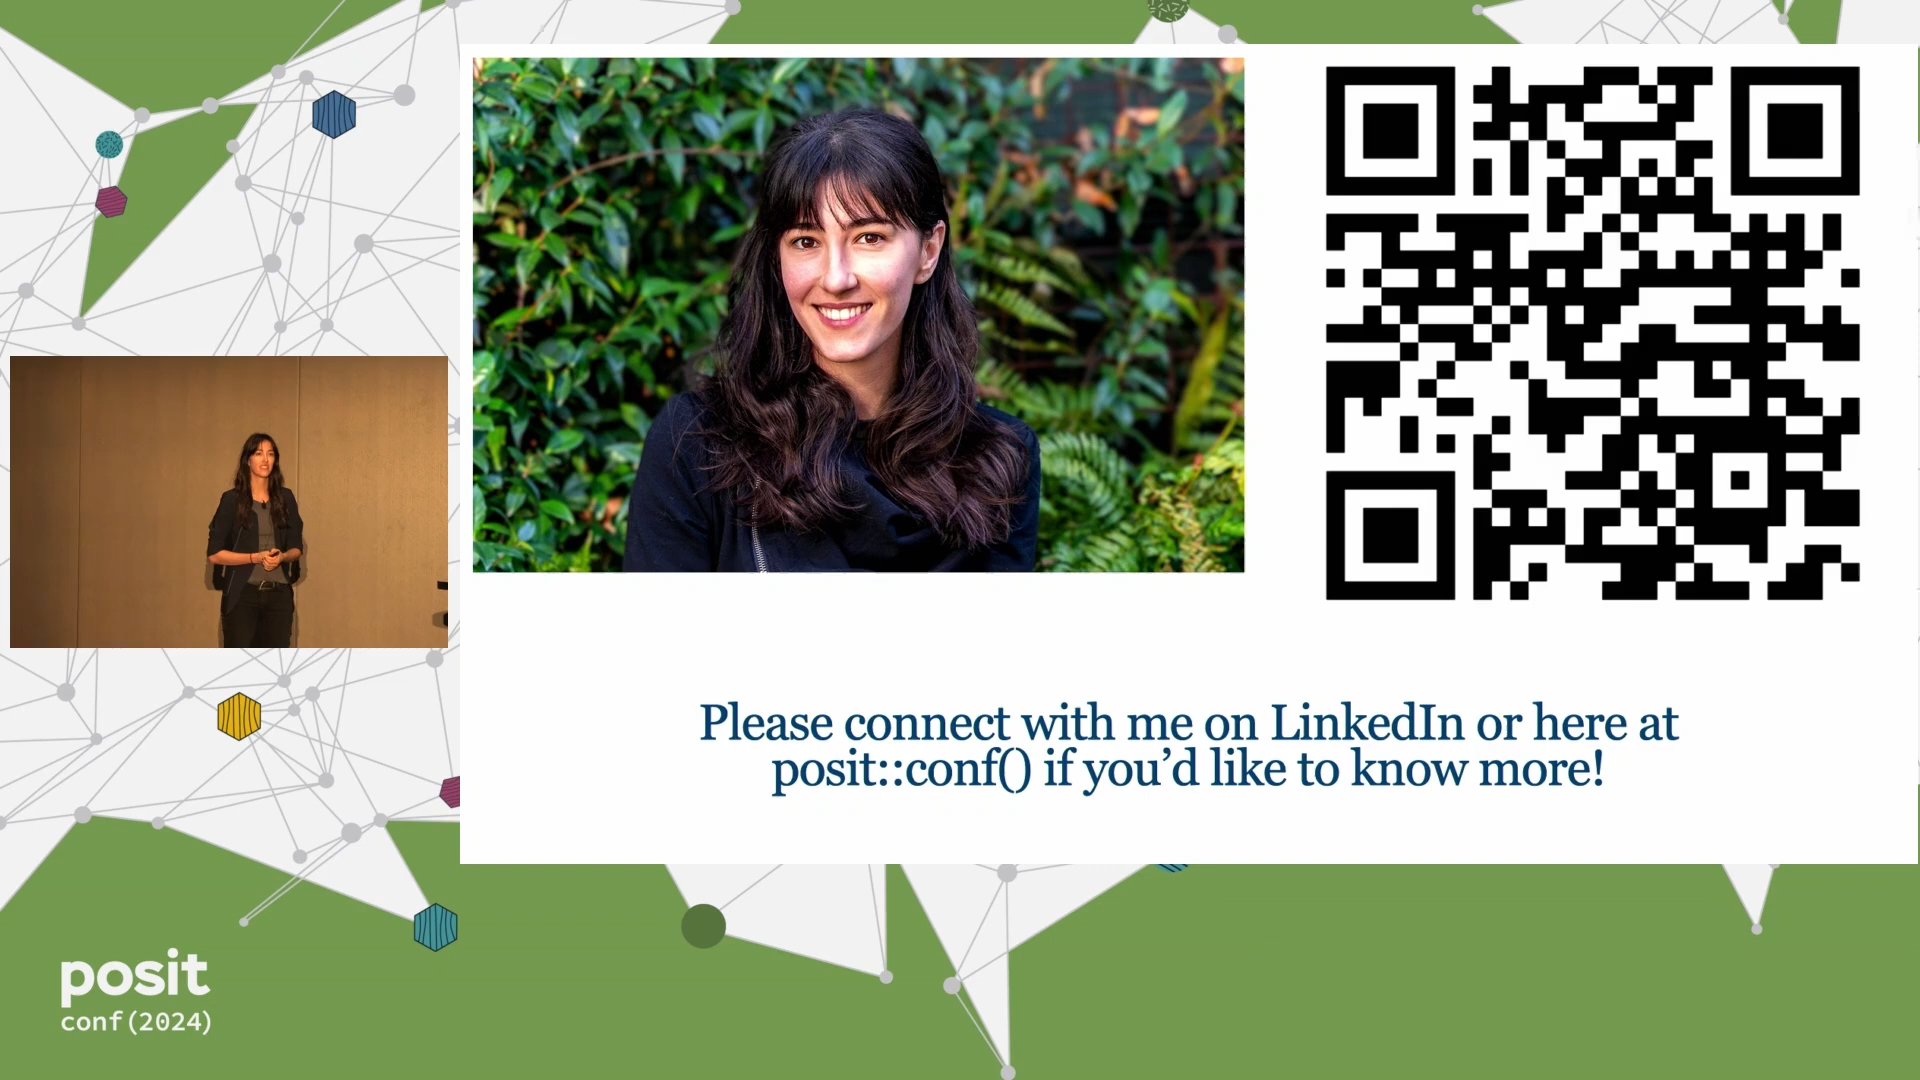 Please connect with me on LinkedIn or here at
posit::conf() if you’d like to know more!
posit
conf(2024)